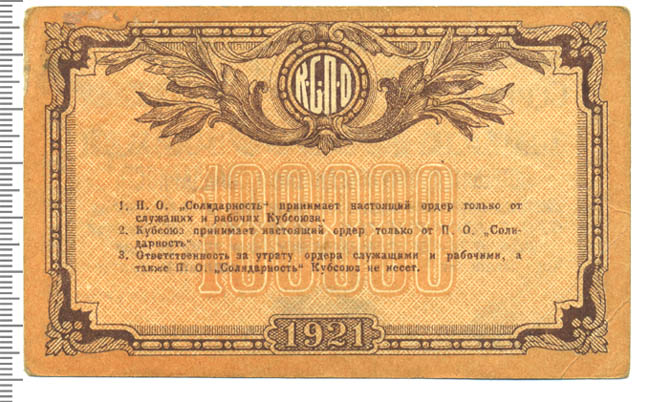 К·С·П·О
100000
1. П. О. „Солидарность“ принимает настоящий ордер только от
служащих и рабочих Кубсоюза.
2. Кубсоюз принимает настоящий ордер только от П. О. „Соли-
дарность“
3. Ответственность за утрату ордера служащими и рабочими, а
также П. О. „Солидарность“ Кубсоюз не несет.
1921